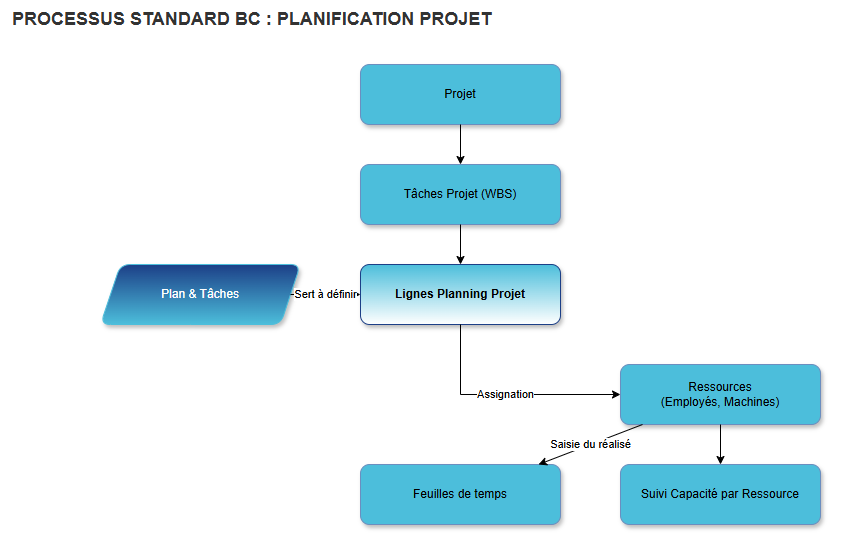 PROCESSUS STANDARD BC : PLANIFICATION PROJET
Projet
Tâches Projet (WBS)
Plan & Tâches
Sert à définir
Lignes Planning Projet
Assignation
Ressources
(Employés, Machines)
Saisie du réalisé
Feuilles de temps
Suivi Capacité par Ressource